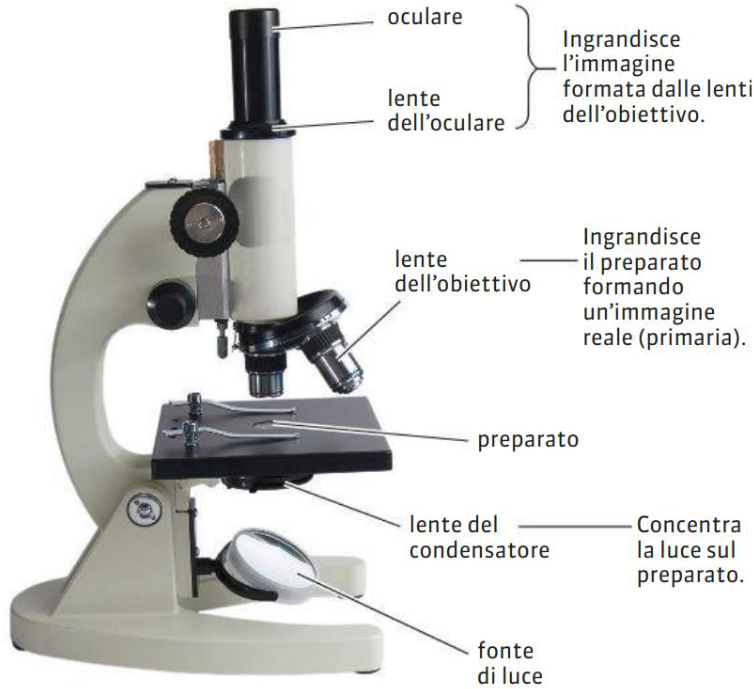 oculare
lente
dell'oculare
Ingrandisce
l'immagine
formata dalle lenti
dell'obiettivo.
lente
dell'obiettivo
Ingrandisce
il preparato
formando
un'immagine
reale (primaria).
preparato
lente del
condensatore
Concentra
la luce sul
preparato.
fonte
di luce